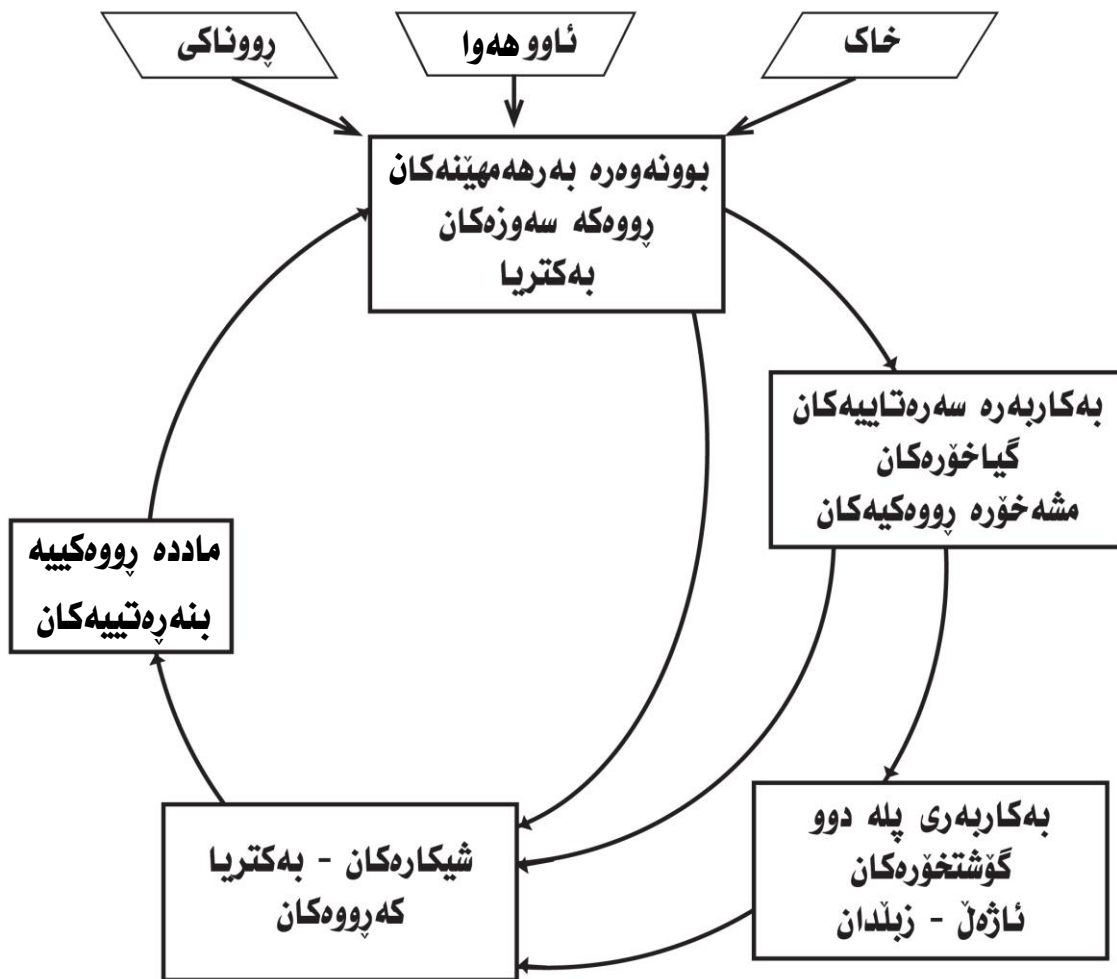 خاک
ئاوو هەوا
ڕووناکی
بوونەوەرە بەرهەمهێنەکان
ڕووەکە سەوزەکان
بەکتریا
بەکاربەرە سەرەتاییەکان
گیاخۆرەکان
مشەخۆرە ڕووەکیەکان
ماددە ڕووەکییە
بنەڕەتییەکان
بەکاربەری پلە دوو
گۆشتخۆرەکان
ئاژەڵ - زبڵدان
شیکارەکان - بەکتریا
کەڕووەکان